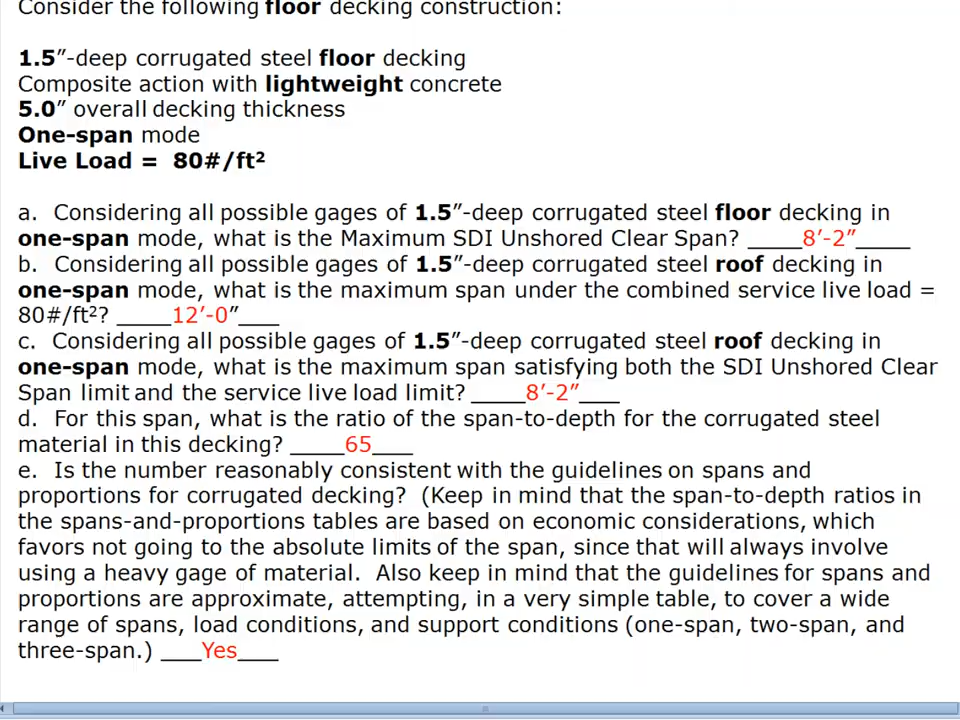 Consider the following floor decking construction:
1.5”-deep corrugated steel floor decking
Composite action with lightweight concrete
5.0” overall decking thickness
One-span mode
Live Load = 80#/ft²
a. Considering all possible gages of 1.5”-deep corrugated steel floor decking in
one-span mode, what is the Maximum SDI Unshored Clear Span? _____8’-2”_____
b. Considering all possible gages of 1.5”-deep corrugated steel roof decking in
one-span mode, what is the maximum span under the combined service live load =
80#/ft²? _____12’-0”____
c. Considering all possible gages of 1.5”-deep corrugated steel roof decking in
one-span mode, what is the maximum span satisfying both the SDI Unshored Clear
Span limit and the service live load limit? _____8’-2”____
d. For this span, what is the ratio of the span-to-depth for the corrugated steel
material in this decking? _____65____
e. Is the number reasonably consistent with the guidelines on spans and
proportions for corrugated decking? (Keep in mind that the span-to-depth ratios in
the spans-and-proportions tables are based on economic considerations, which
favors not going to the absolute limits of the span, since that will always involve
using a heavy gage of material. Also keep in mind that the guidelines for spans and
proportions are approximate, attempting, in a very simple table, to cover a wide
range of spans, load conditions, and support conditions (one-span, two-span, and
three-span.) ____Yes____